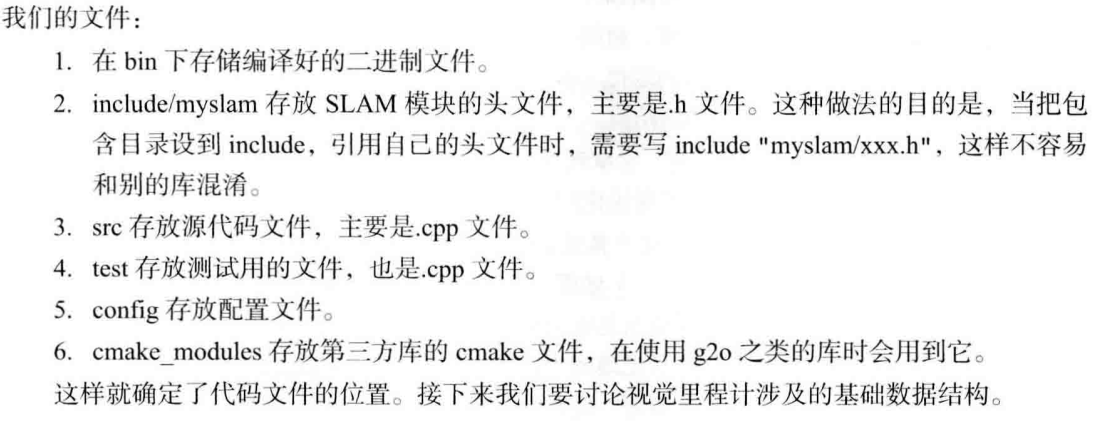 我们的文件：
1. 在 bin 下存储编译好的二进制文件。
2. include/myslam 存放 SLAM 模块的头文件，主要是.h 文件。这种做法的目的是，当把包
含目录设到 include，引用自己的头文件时，需要写 include "myslam/xxx.h"，这样不容易
和别的库混淆。
3. src 存放源代码文件，主要是.cpp 文件。
4. test 存放测试用的文件，也是.cpp 文件。
5. config 存放配置文件。
6. cmake_modules 存放第三方库的 cmake 文件，在使用 g2o 之类的库时会用到它。
这样就确定了代码文件的位置。接下来我们要讨论视觉里程计涉及的基础数据结构。